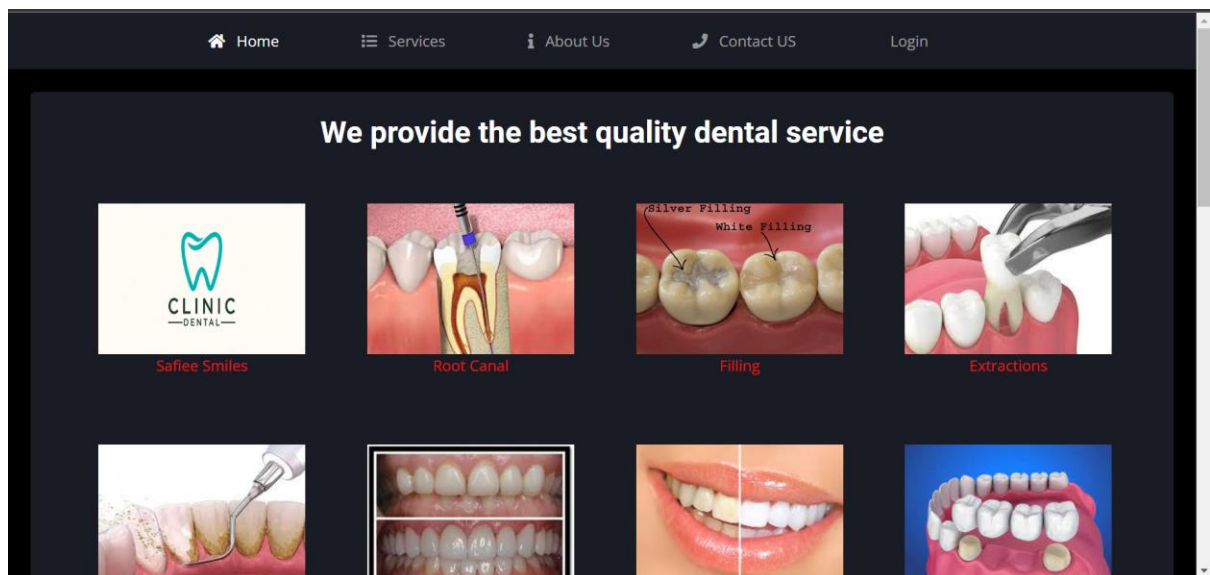 Home Services About Us Contact US Login
We provide the best quality dental service
CLINIC
DENTAL
Silver Filling
White Filling
Safiee Smiles Root Canal Filling Extractions